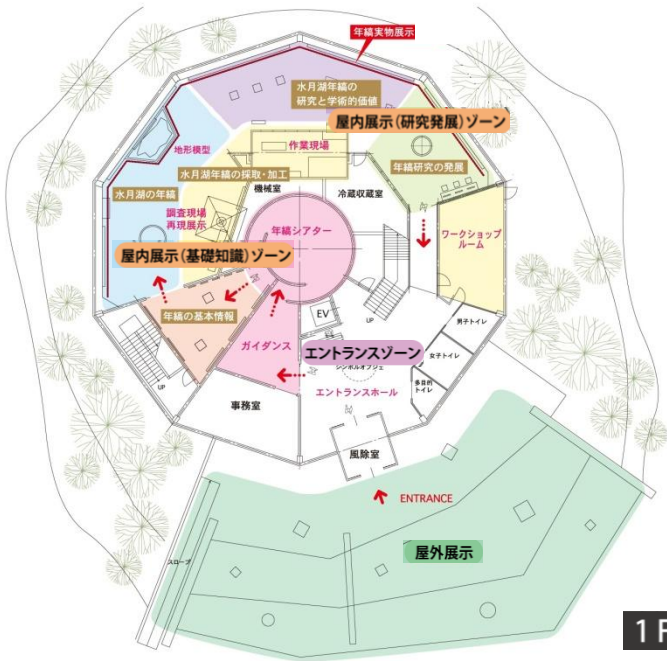 年縞実物展示
水月湖年縞の
研究と学術的価値
屋内展示(研究発展)ゾーン
地形模型
作業現場
水月湖年縞の採取・加工
年縞研究の発展
機械室
冷蔵収蔵室
水月湖の年縞
調査現場
再現展示
年縞シアター
ワークショップ
ルーム
屋内展示(基礎知識)ゾーン
年縞の基本情報
EV
UP
男子トイレ
ガイダンス
エントランスゾーン
シンボルオブジェ
女子トイレ
UP
エントランスホール
多目的
トイレ
事務室
風除室
ENTRANCE
屋外展示
スロープ
1F